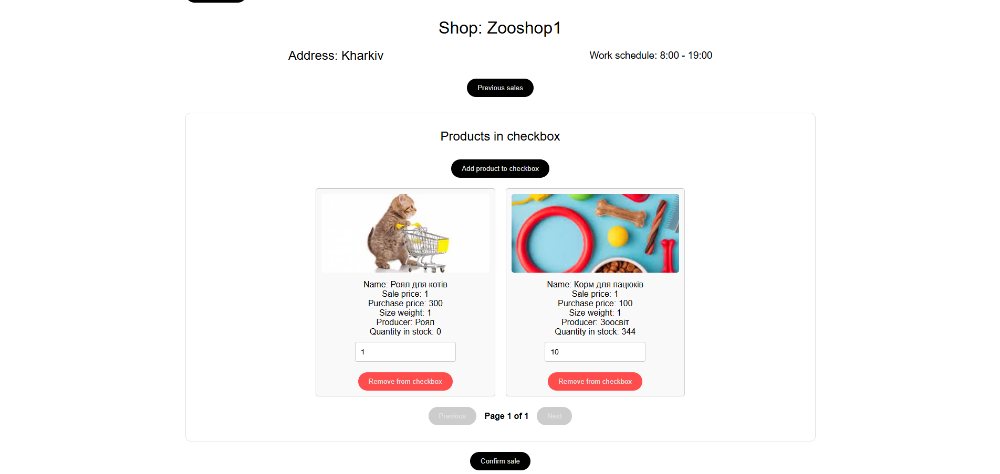 Shop: Zooshop1
Address: Kharkiv
Work schedule: 8:00 - 19:00
Previous sales
Products in checkbox
Add product to checkbox
Name: Роял для котів
Sale price: 1
Purchase price: 300
Size weight: 1
Producer: Роял
Quantity in stock: 0
1
Remove from checkbox
Name: Корм для пацюків
Sale price: 1
Purchase price: 100
Size weight: 1
Producer: Зоосвіт
Quantity in stock: 344
10
Remove from checkbox
Previous
Page 1 of 1
Next
Confirm sale